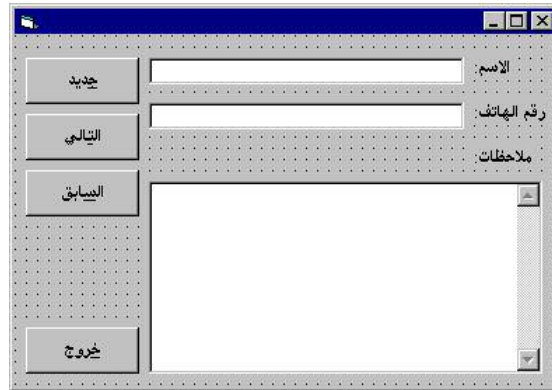 الاسم:
جديد
رقم الهاتف:
التالي
ملاحظات:
السابق
خروج